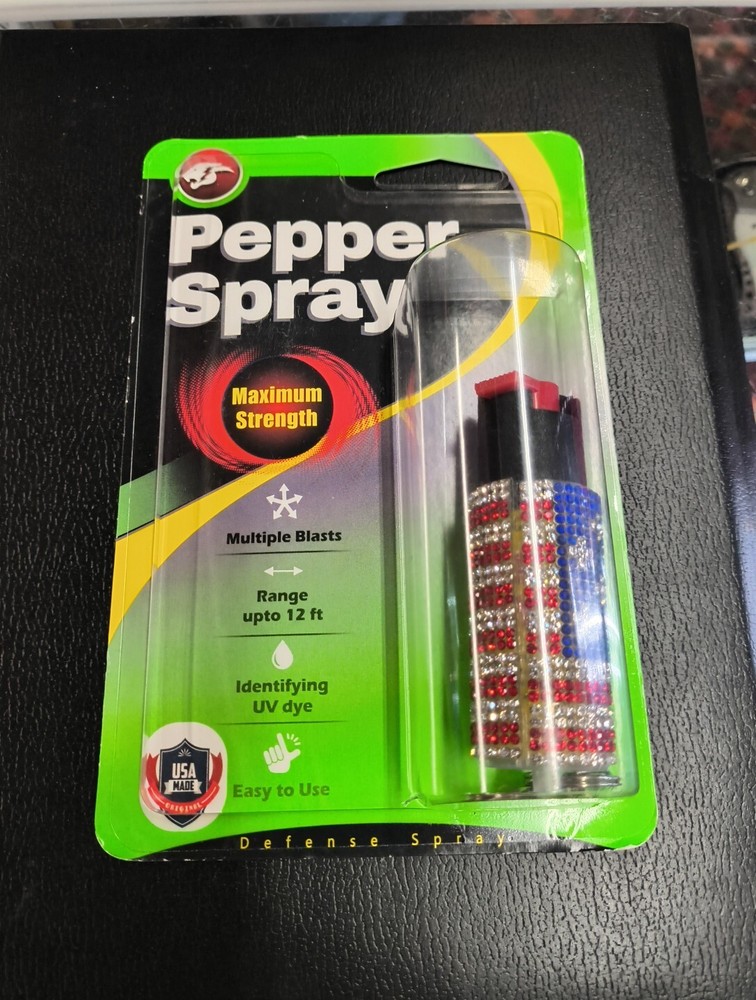 Pepper
Spray
Maximum
Strength
Multiple Blasts
Range
upto 12 ft
Identifying
UV dye
Easy to Use
USA
MADE
ORIGINAL
Defense Spray